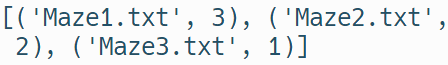 [('Maze1.txt', 3), ('Maze2.txt',
2), ('Maze3.txt', 1)]